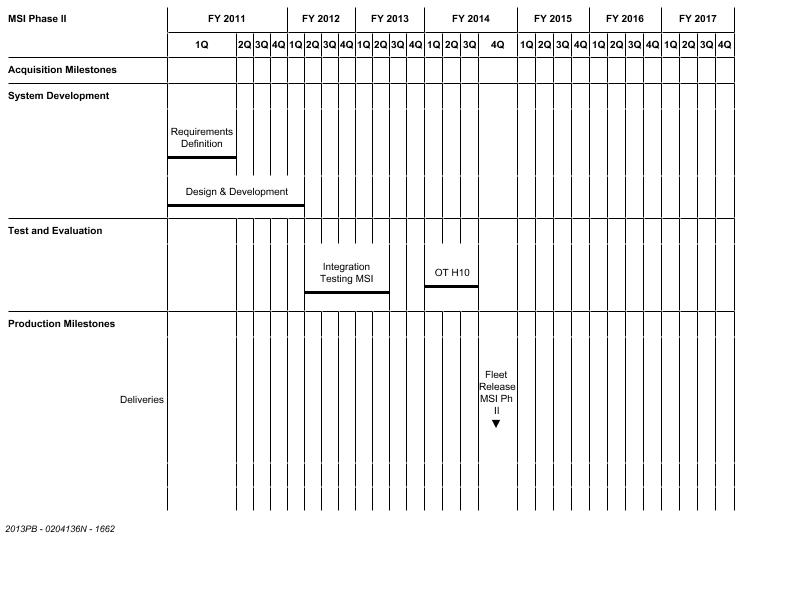 MSI Phase II FY 2011 FY 2012 FY 2013 FY 2014 FY 2015 FY 2016 FY 2017
1Q 2Q 3Q 4Q 1Q 2Q 3Q 4Q 1Q 2Q 3Q 4Q 1Q 2Q 3Q 4Q 1Q 2Q 3Q 4Q 1Q 2Q 3Q 4Q 1Q 2Q 3Q 4Q
Acquisition Milestones
System Development
Requirements
Definition
Design & Development
Test and Evaluation
Integration
Testing MSI
OT H10
Production Milestones
Fleet
Release
MSI Ph
II
Deliveries
2013PB - 0204136N - 1662